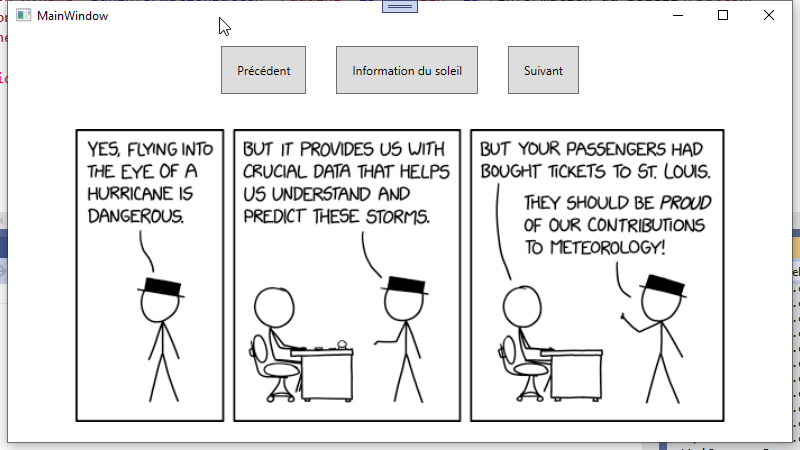 MainWindow
Précédent
Information du soleil
Suivant
YES, FLYING INTO
THE EYE OF A
HURRICANE IS
DANGEROUS.
BUT IT PROVIDES US WITH
CRUCIAL DATA THAT HELPS
US UNDERSTAND AND
PREDICT THESE STORMS.
BUT YOUR PASSENGERS HAD
BOUGHT TICKETS TO ST. LOUIS.
THEY SHOULD BE PROUD
OF OUR CONTRIBUTIONS
TO METEOROLOGY!